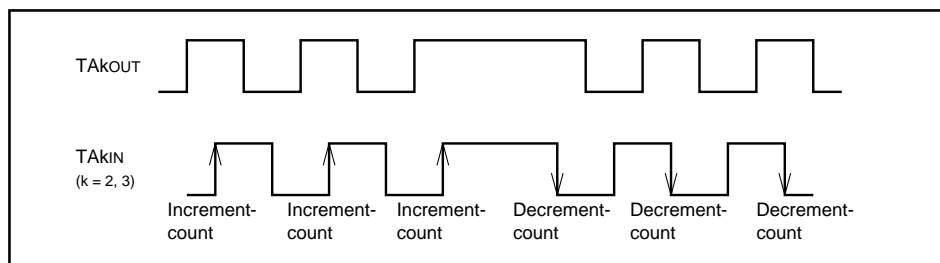 TAkOUT
TAkIN
(k = 2, 3)
Increment-
count
Increment-
count
Increment-
count
Decrement-
count
Decrement-
count
Decrement-
count